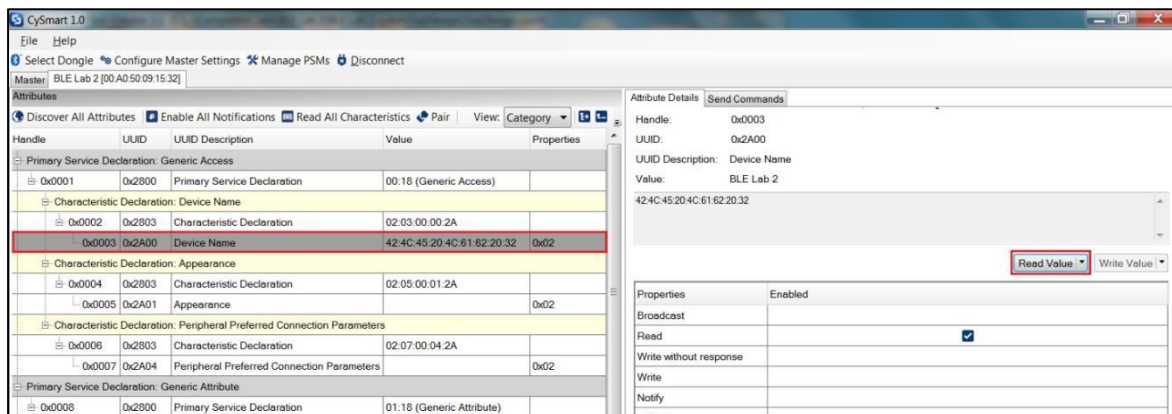 CySmart 1.0
File Help
Select Dongle Configure Master Settings Manage PSMs Disconnect
Master BLE Lab 2 [00:A0:50:09:15:32]
Attributes
Discover All Attributes Enable All Notifications Read All Characteristics Pair View: Category
Handle UUID UUID Description Value Properties
Primary Service Declaration: Generic Access
0x0001 0x2800 Primary Service Declaration 00:18 (Generic Access)
Characteristic Declaration: Device Name
0x0002 0x2803 Characteristic Declaration 02:03:00:00:2A
0x0003 0x2A00 Device Name 42:4C:45:20:4C:61:62:20:32 0x02
Characteristic Declaration: Appearance
0x0004 0x2803 Characteristic Declaration 02:05:00:01:2A
0x0005 0x2A01 Appearance 0x02
Characteristic Declaration: Peripheral Preferred Connection Parameters
0x0006 0x2803 Characteristic Declaration 02:07:00:04:2A
0x0007 0x2A04 Peripheral Preferred Connection Parameters 0x02
Primary Service Declaration: Generic Attribute
0x0008 0x2800 Primary Service Declaration 01:18 (Generic Attribute)
Attribute Details Send Commands
Handle: 0x0003
UUID: 0x2A00
UUID Description: Device Name
Value: BLE Lab 2
42:4C:45:20:4C:61:62:20:32
Read Value Write Value
Properties Enabled
Broadcast
Read
Write without response
Write
Notify